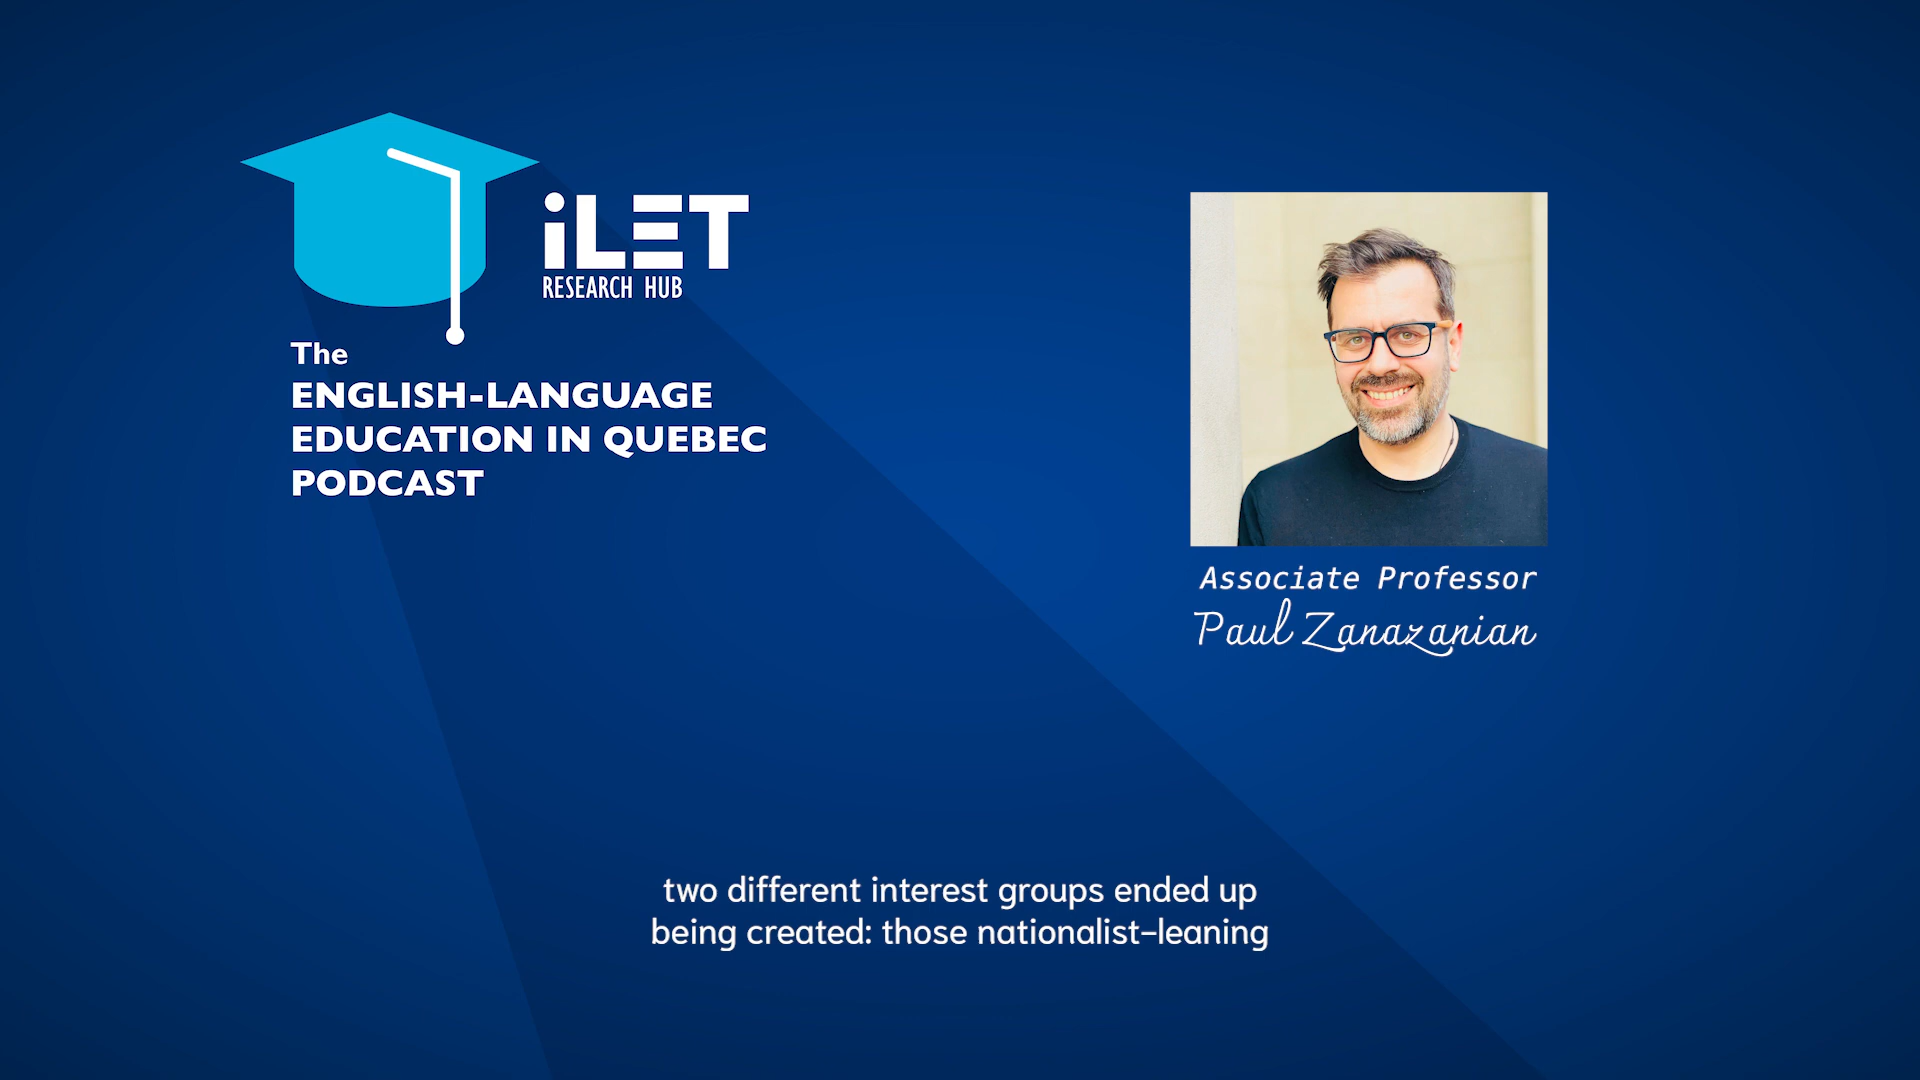 iLET
RESEARCH HUB
The
ENGLISH-LANGUAGE
EDUCATION IN QUEBEC
PODCAST
Associate Professor
Paul Zanazanian
two different interest groups ended up
being created: those nationalist-leaning